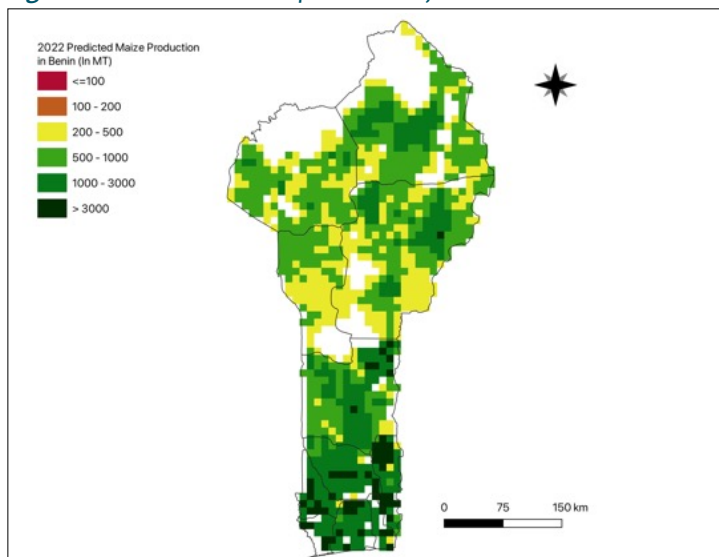 2022 Predicted Maize Production
in Benin (In MT)
<=100
100 - 200
200 - 500
500 - 1000
1000 - 3000
> 3000
0 75 150 km